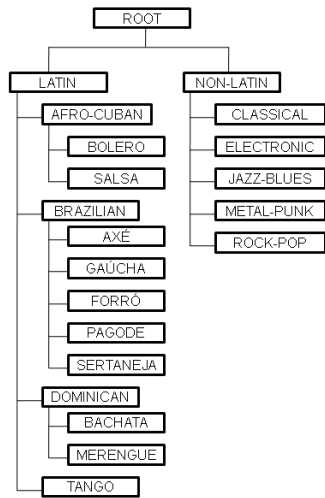 ROOT
LATIN
AFRO-CUBAN
BOLERO
SALSA
BRAZILIAN
AXÉ
GAÚCHA
FORRÓ
PAGODE
SERTANEJA
DOMINICAN
BACHATA
MERENGUE
TANGO
NON-LATIN
CLASSICAL
ELECTRONIC
JAZZ-BLUES
METAL-PUNK
ROCK-POP